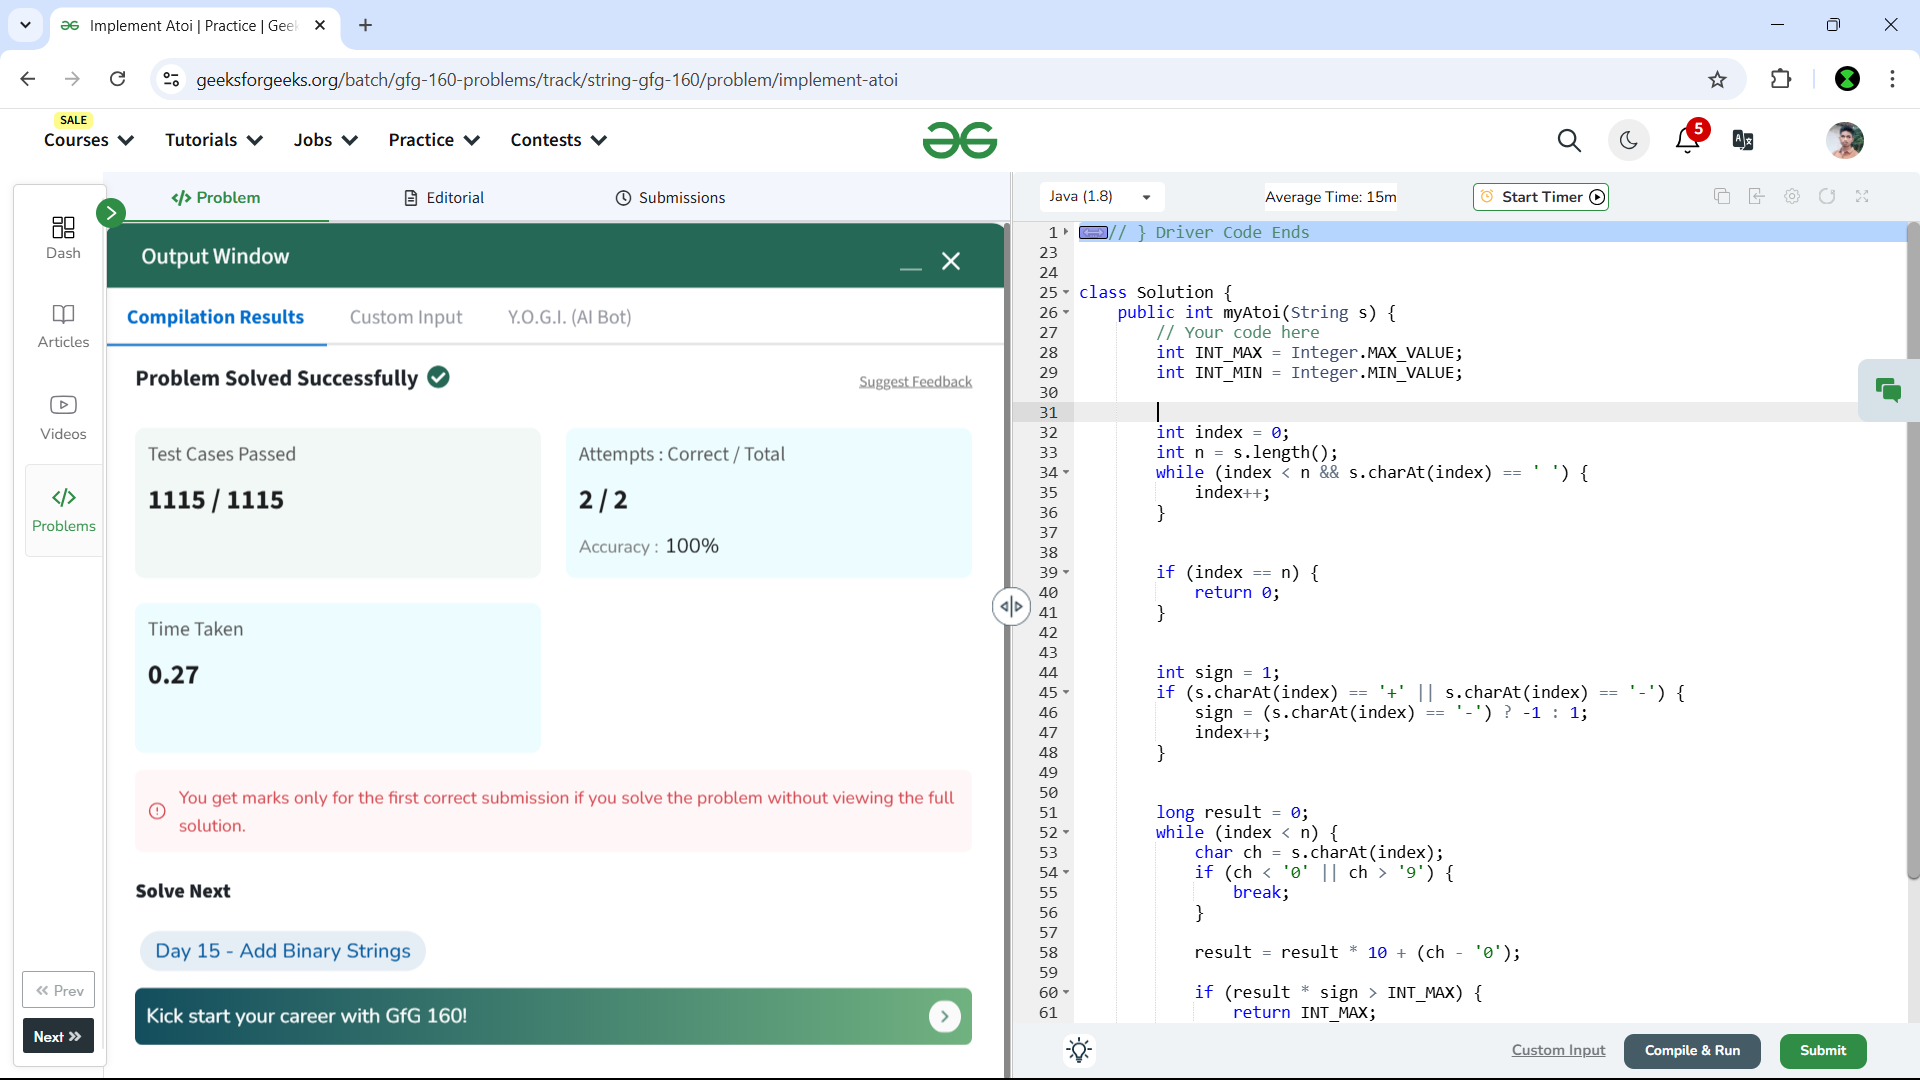 Implement Atoi | Practice | Gee
geeksforgeeks.org/batch/gfg-160-problems/track/string-gfg-160/problem/implement-atoi
SALE
Courses
Tutorials
Jobs
Practice
Contests
5
Dash
Articles
Videos
</>
Problems
Prev
Next
</> Problem
Editorial
Submissions
Output Window
Compilation Results
Custom Input
Y.O.G.I. (AI Bot)
Problem Solved Successfully
Suggest Feedback
Test Cases Passed
1115 / 1115
Attempts : Correct / Total
2 / 2
Accuracy : 100%
Time Taken
0.27
You get marks only for the first correct submission if you solve the problem without viewing the full
solution.
Solve Next
Day 15 - Add Binary Strings
Kick start your career with GfG 160!
Java (1.8)
Average Time: 15m
Start Timer
1 // } Driver Code Ends
23
24
25 class Solution {
26 public int myAtoi(String s) {
27 // Your code here
28 int INT_MAX = Integer.MAX_VALUE;
29 int INT_MIN = Integer.MIN_VALUE;
30
31
32 int index = 0;
33 int n = s.length();
34 while (index < n && s.charAt(index) == ' ') {
35 index++;
36 }
37
38
39 if (index == n) {
40 return 0;
41 }
42
43
44 int sign = 1;
45 if (s.charAt(index) == '+' || s.charAt(index) == '-') {
46 sign = (s.charAt(index) == '-') ? -1 : 1;
47 index++;
48 }
49
50
51 long result = 0;
52 while (index < n) {
53 char ch = s.charAt(index);
54 if (ch < '0' || ch > '9') {
55 break;
56 }
57
58 result = result * 10 + (ch - '0');
59
60 if (result * sign > INT_MAX) {
61 return INT_MAX;
Custom Input
Compile & Run
Submit